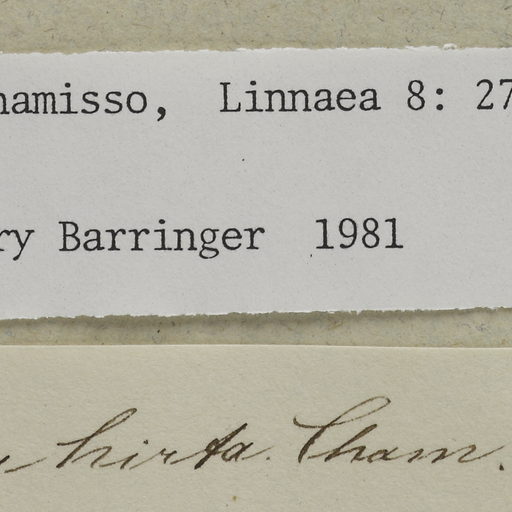 hamisso, Linnaea 8: 27
ry Barringer 1981
hirta. Cham.